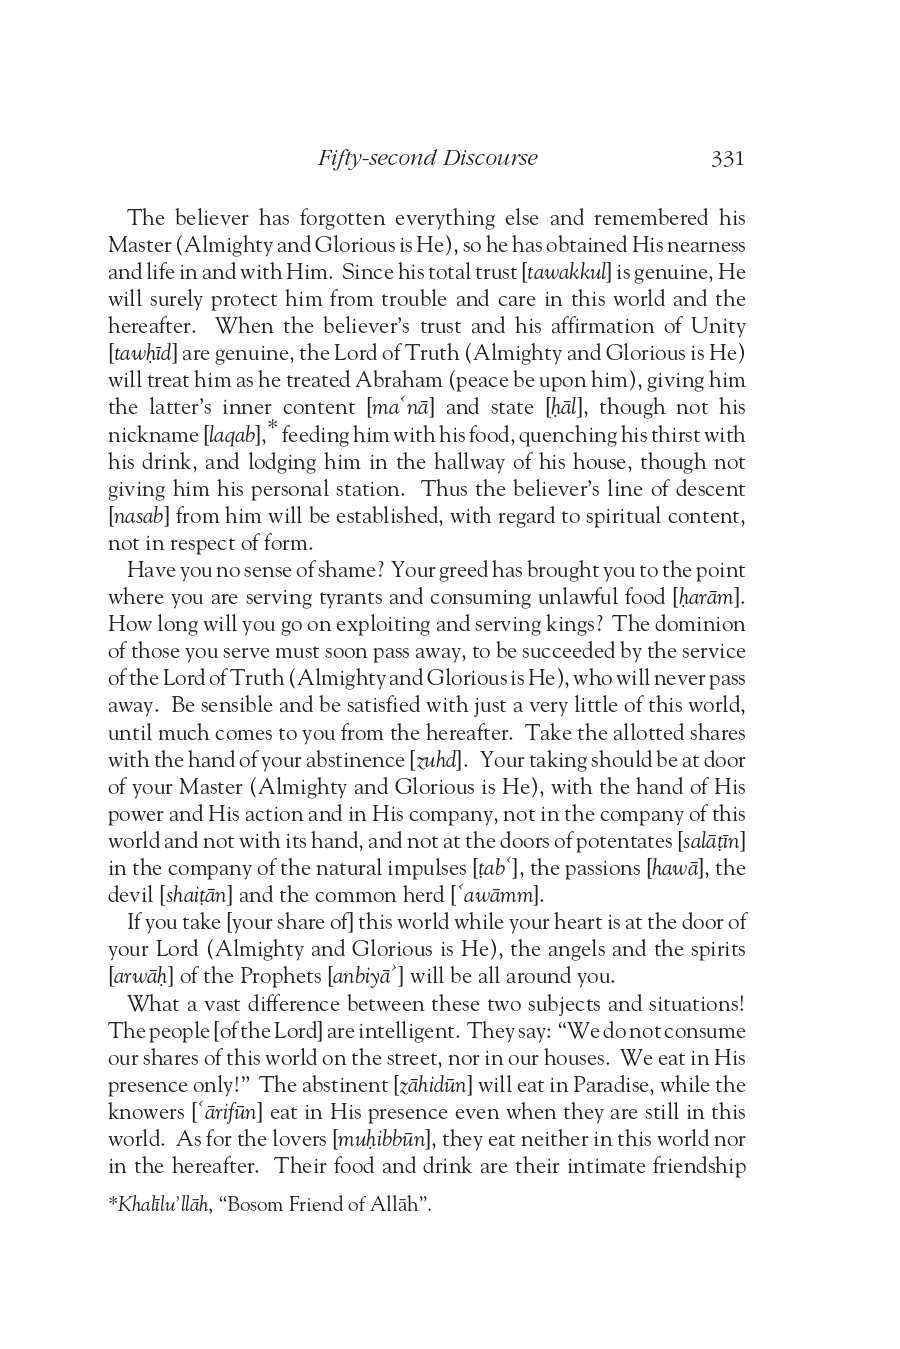 Fifty-second Discourse 331
The believer has forgotten everything else and remembered his
Master (Almighty and Glorious is He), so he has obtained His nearness
and life in and with Him. Since his total trust [tawakkul] is genuine, He
will surely protect him from trouble and care in this world and the
hereafter. When the believer’s trust and his affirmation of Unity
[tawḥīd] are genuine, the Lord of Truth (Almighty and Glorious is He)
will treat him as he treated Abraham (peace be upon him), giving him
the latter’s inner content [maʿnā] and state [ḥāl], though not his
nickname [laqab],* feeding him with his food, quenching his thirst with
his drink, and lodging him in the hallway of his house, though not
giving him his personal station. Thus the believer’s line of descent
[nasab] from him will be established, with regard to spiritual content,
not in respect of form.
Have you no sense of shame? Your greed has brought you to the point
where you are serving tyrants and consuming unlawful food [ḥarām].
How long will you go on exploiting and serving kings? The dominion
of those you serve must soon pass away, to be succeeded by the service
of the Lord of Truth (Almighty and Glorious is He), who will never pass
away. Be sensible and be satisfied with just a very little of this world,
until much comes to you from the hereafter. Take the allotted shares
with the hand of your abstinence [zuhd]. Your taking should be at door
of your Master (Almighty and Glorious is He), with the hand of His
power and His action and in His company, not in the company of this
world and not with its hand, and not at the doors of potentates [salāṭīn]
in the company of the natural impulses [ṭabʿ], the passions [hawā], the
devil [shaiṭān] and the common herd [ʿawāmm].
If you take [your share of] this world while your heart is at the door of
your Lord (Almighty and Glorious is He), the angels and the spirits
[arwāḥ] of the Prophets [anbiyāʾ] will be all around you.
What a vast difference between these two subjects and situations!
The people [of the Lord] are intelligent. They say: “We do not consume
our shares of this world on the street, nor in our houses. We eat in His
presence only!” The abstinent [zāhidūn] will eat in Paradise, while the
knowers [ʿārifūn] eat in His presence even when they are still in this
world. As for the lovers [muḥibbūn], they eat neither in this world nor
in the hereafter. Their food and drink are their intimate friendship
*Khalīlu’llāh, “Bosom Friend of Allāh”.